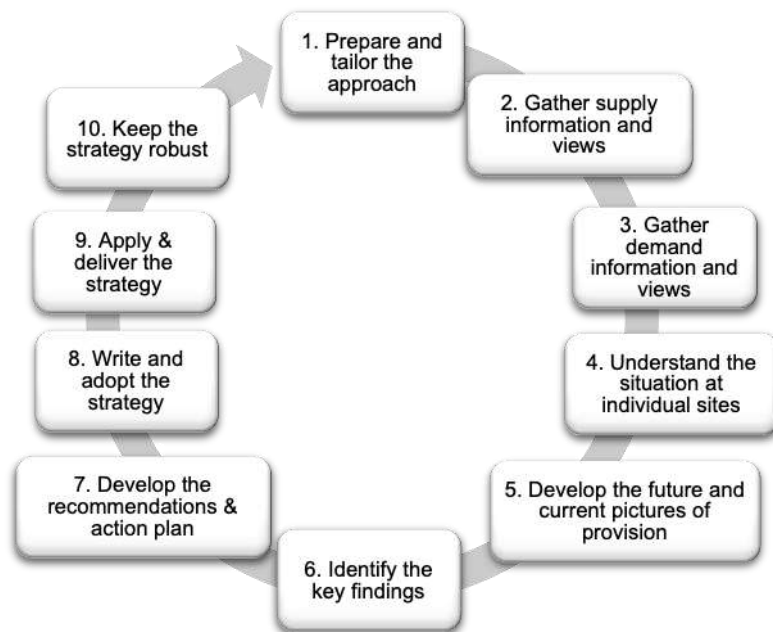 1. Prepare and
tailor the
approach
2. Gather supply
information and
views
3. Gather
demand
information and
views
4. Understand the
situation at
individual sites
5. Develop the future and
current pictures of
provision
6. Identify the
key findings
7. Develop the
recommendations &
action plan
8. Write and
adopt the
strategy
9. Apply &
deliver the
strategy
10. Keep the
strategy robust